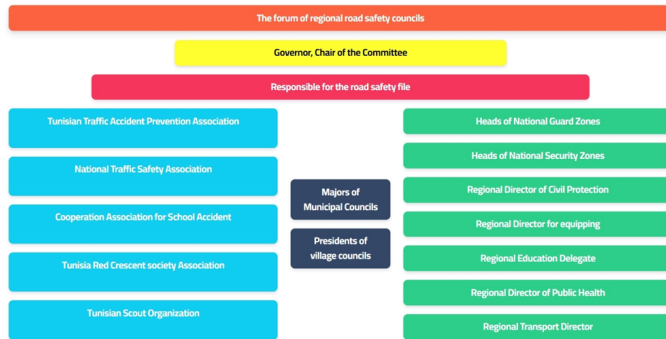 The forum of regional road safety councils
Governor, Chair of the Committee
Responsible for the road safety file
Tunisian Traffic Accident Prevention Association
National Traffic Safety Association
Cooperation Association for School Accident
Tunisia Red Crescent society Association
Tunisian Scout Organization
Majors of
Municipal Councils
Presidents of
village councils
Heads of National Guard Zones
Heads of National Security Zones
Regional Director of Civil Protection
Regional Director for equipping
Regional Education Delegate
Regional Director of Public Health
Regional Transport Director